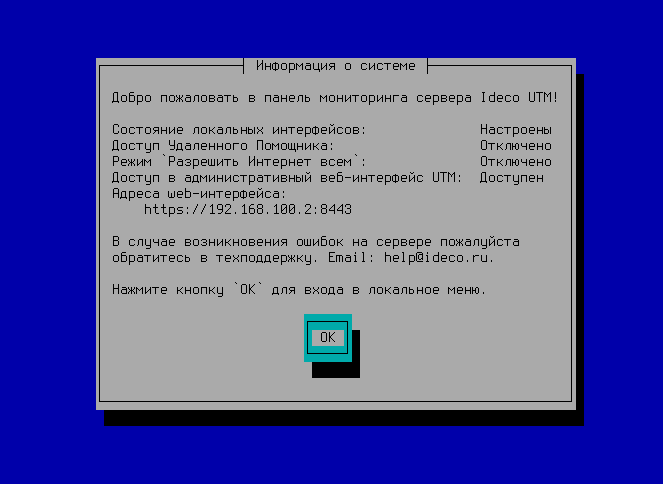 Информация о системе
Добро пожаловать в панель мониторинга сервера Ideco UTM!
Состояние локальных интерфейсов: Настроены
Доступ Удаленного Помощника: Отключено
Режим `Разрешить Интернет всем`: Отключено
Доступ в административный веб-интерфейс UTM: Доступен
Адреса web-интерфейса:
https://192.168.100.2:8443
В случае возникновения ошибок на сервере пожалуйста
обратитесь в техподдержку. Email: help@ideco.ru.
Нажмите кнопку `OK` для входа в локальное меню.
OK